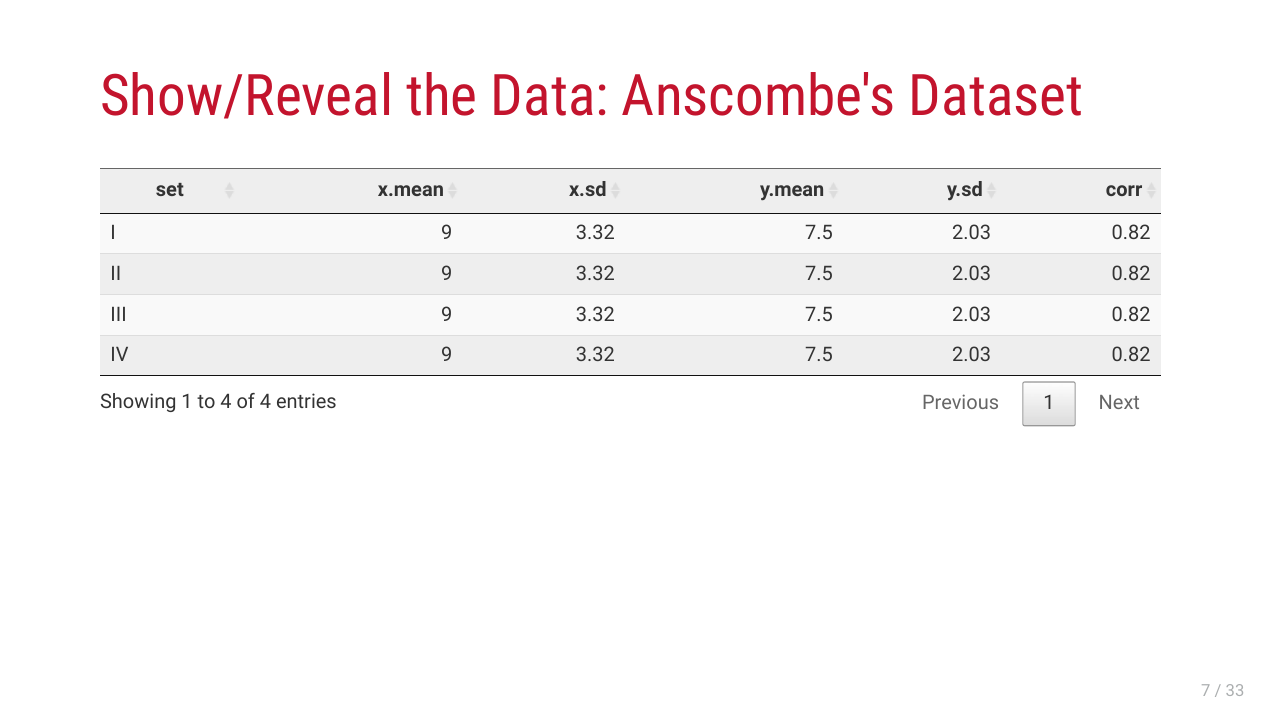 Show/Reveal the Data: Anscombe's Dataset
set x.mean x.sd y.mean y.sd corr
I 9 3.32 7.5 2.03 0.82
II 9 3.32 7.5 2.03 0.82
III 9 3.32 7.5 2.03 0.82
IV 9 3.32 7.5 2.03 0.82
Showing 1 to 4 of 4 entries Previous 1 Next
7 / 33